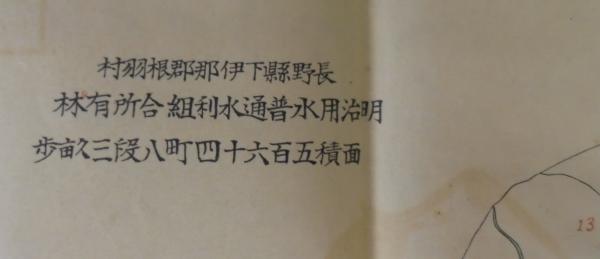 長野縣下伊那郡根羽村
明治用水普通水利組合所有林
面積五百六十四町八段三畆歩
13